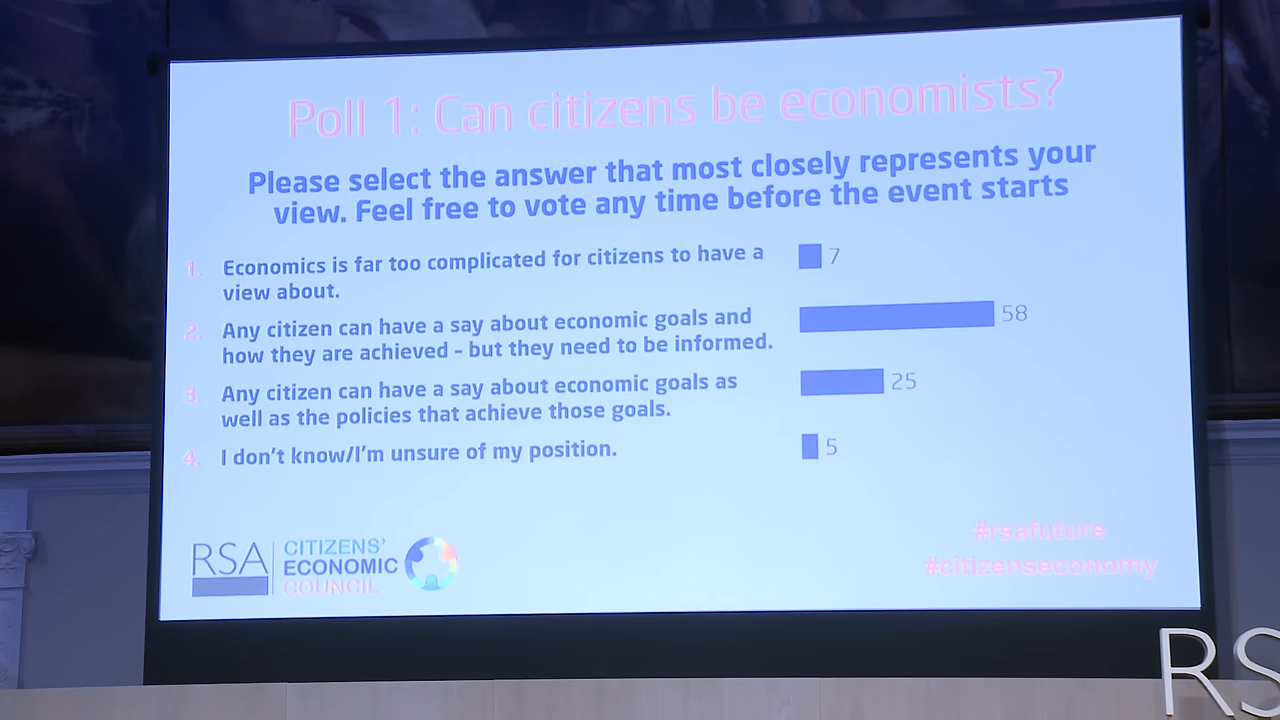 Poll 1: Can citizens be economists?
Please select the answer that most closely represents your
view. Feel free to vote any time before the event starts
1. Economics is far too complicated for citizens to have a
view about.
7
2. Any citizen can have a say about economic goals and
how they are achieved - but they need to be informed.
58
3. Any citizen can have a say about economic goals as
well as the policies that achieve those goals.
25
4. I don't know/I'm unsure of my position.
5
RSA
CITIZENS'
ECONOMIC
COUNCIL
#rsafuture
#citizenseconomy
RS